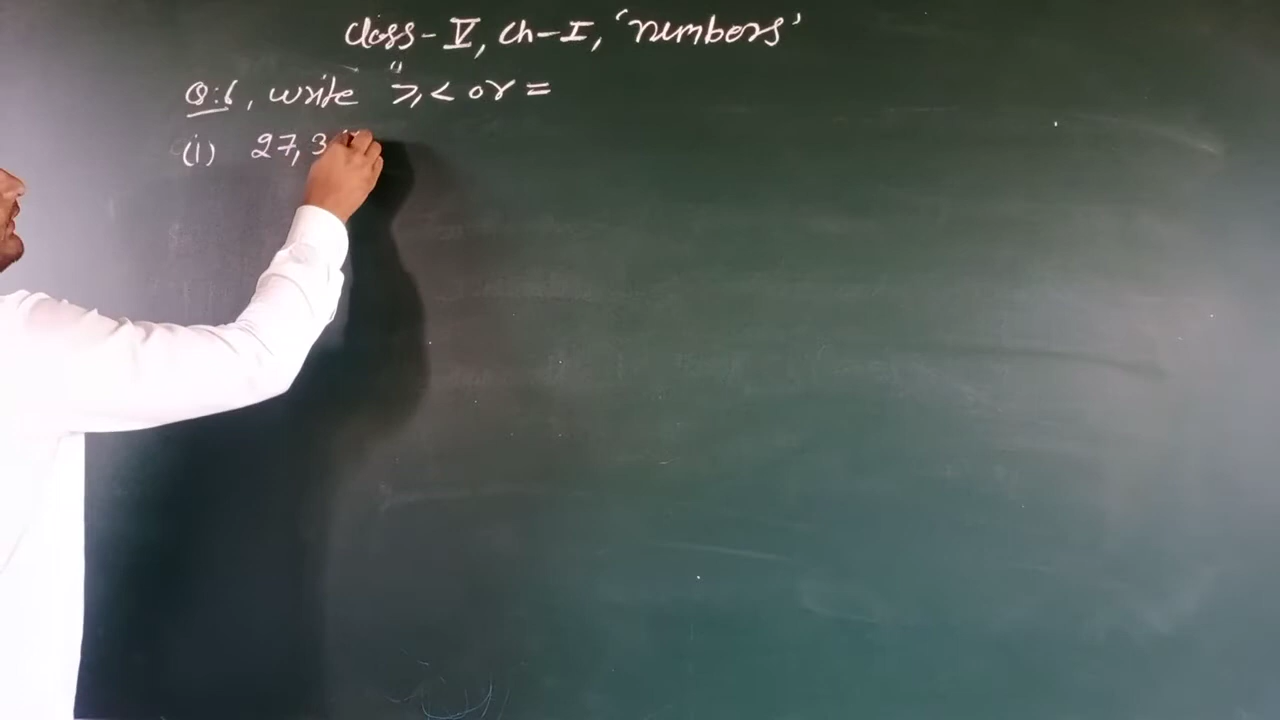 Class-V, Ch-I, 'numbers'
Q:6, write ">, < or =
(i) 27,3